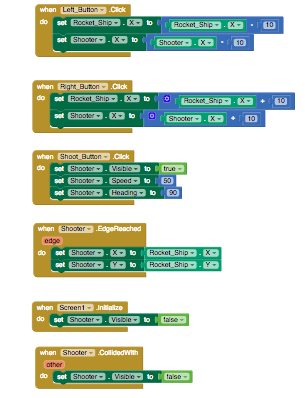 when Left_Button .Click
do set Rocket_Ship . X to Rocket_Ship . X - 10
set Shooter . X to Shooter . X - 10
when Right_Button .Click
do set Rocket_Ship . X to Rocket_Ship . X + 10
set Shooter . X to Shooter . X + 10
when Shoot_Button .Click
do set Shooter . Visible to true
set Shooter . Speed to 60
set Shooter . Heading to 90
when Shooter .EdgeReached
edge
do set Shooter . X to Rocket_Ship . X
set Shooter . Y to Rocket_Ship . Y
when Screen1 .Initialize
do set Shooter . Visible to false
when Shooter .CollidedWith
other
do set Shooter . Visible to false